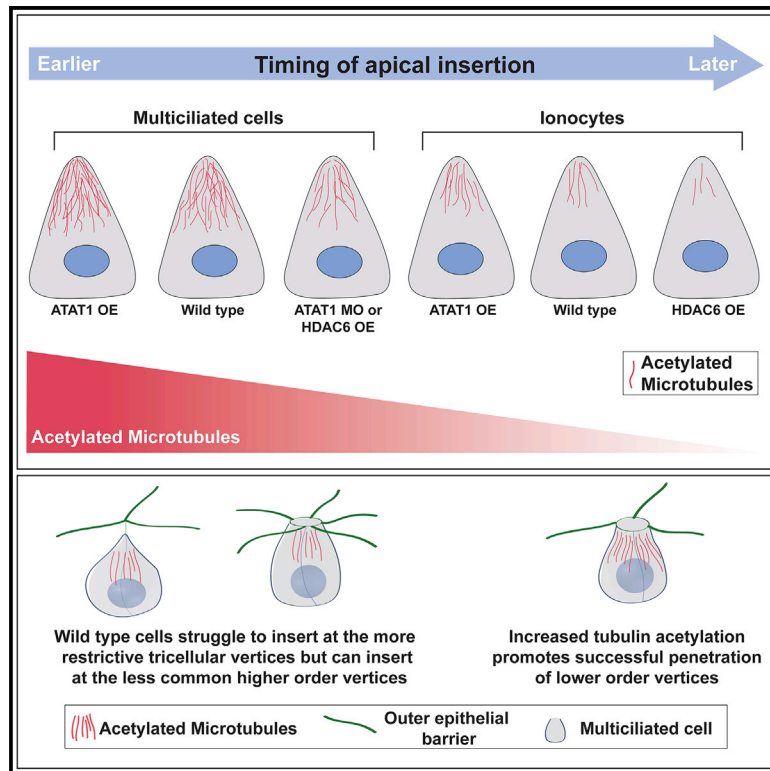 Earlier Timing of apical insertion Later
Multiciliated cells Ionocytes
ATAT1 OE Wild type ATAT1 MO or ATAT1 OE Wild type HDAC6 OE
HDAC6 OE
Acetylated
Microtubules
Acetylated Microtubules
Wild type cells struggle to insert at the more
restrictive tricellular vertices but can insert
at the less common higher order vertices
Increased tubulin acetylation
promotes successful penetration
of lower order vertices
Acetylated Microtubules Outer epithelial
barrier Multiciliated cell